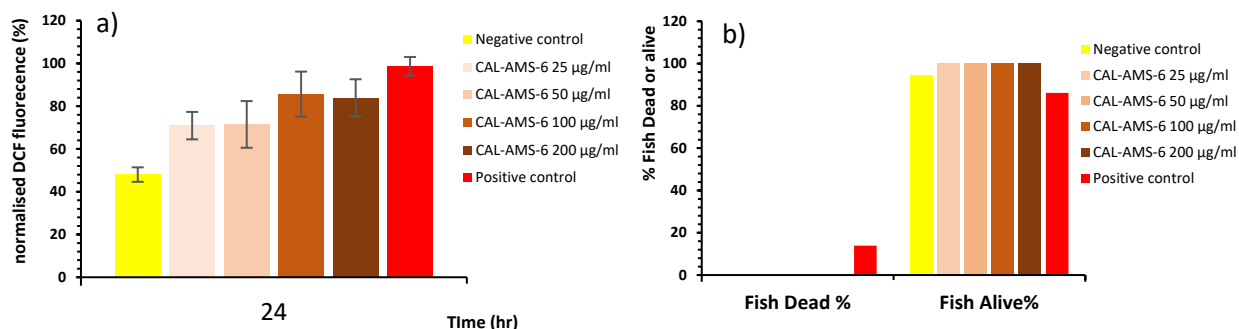 a)
normalised DCF fluorecence (%)
120
100
80
60
40
20
0
24
TIme (hr)
Negative control
CAL-AMS-6 25 µg/ml
CAL-AMS-6 50 µg/ml
CAL-AMS-6 100 µg/ml
CAL-AMS-6 200 µg/ml
Positive control
b)
% Fish Dead or alive
120
100
80
60
40
20
0
Fish Dead %
Fish Alive%
Negative control
CAL-AMS-6 25 µg/ml
CAL-AMS-6 50 µg/ml
CAL-AMS-6 100 µg/ml
CAL-AMS-6 200 µg/ml
Positive control